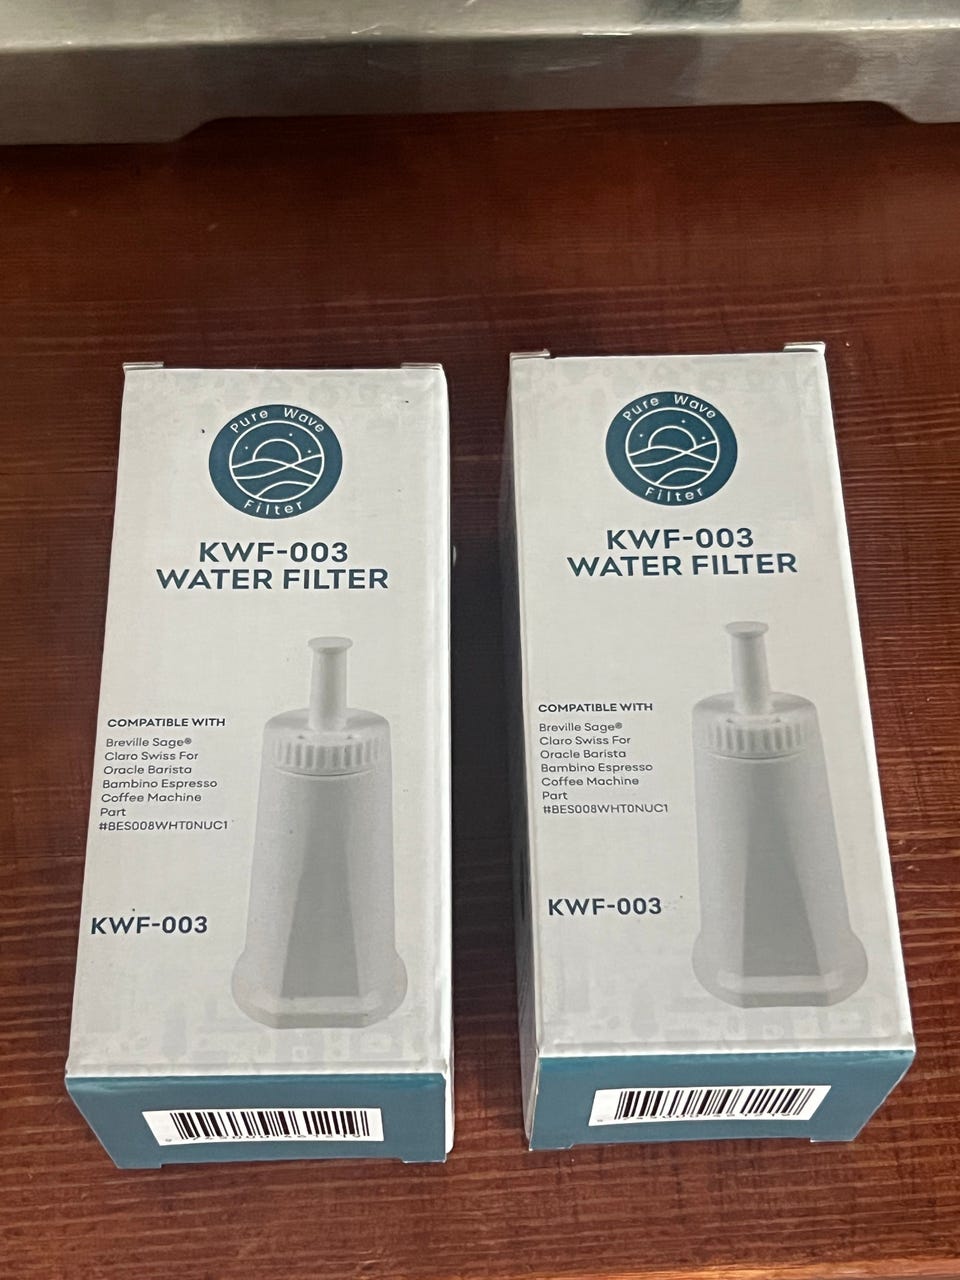 Pure Wave
Filter
KWF-003
WATER FILTER
COMPATIBLE WITH
Breville Sage®
Claro Swiss For
Oracle Barista
Bambino Espresso
Coffee Machine
Part
#BES008WHT0NUC1
KWF-003
Pure Wave
Filter
KWF-003
WATER FILTER
COMPATIBLE WITH
Breville Sage®
Claro Swiss For
Oracle Barista
Bambino Espresso
Coffee Machine
Part
#BES008WHT0NUC1
KWF-003